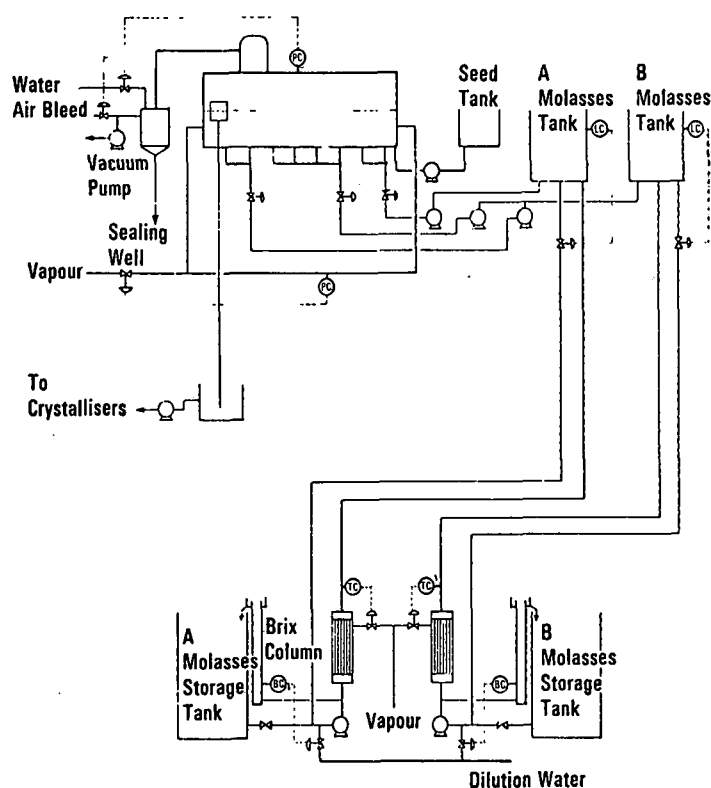 PC
Water
Air Bleed
Vacuum
Pump
Sealing
Well
Vapour
PC
Seed
Tank
A
Molasses
Tank
LC
B
Molasses
Tank
LC
To
Crystallisers
A
Molasses
Storage
Tank
Brix
Column
BC
TC
TC
Vapour
BC
B
Molasses
Storage
Tank
Dilution Water